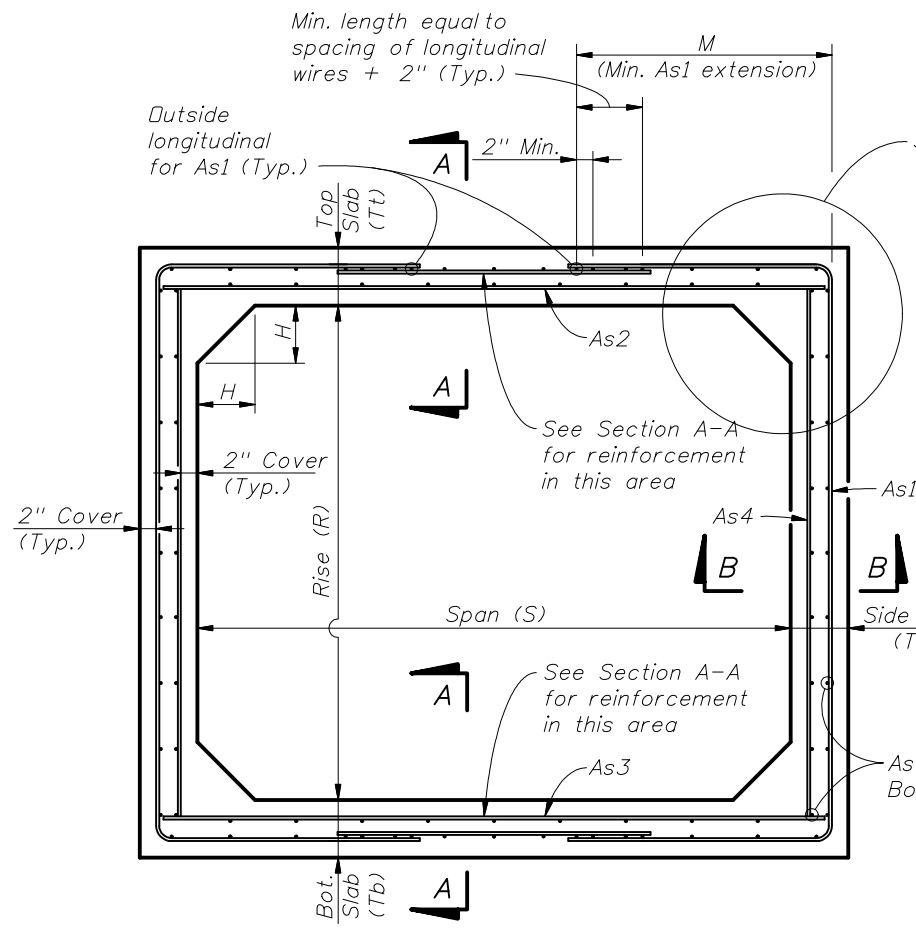 Min. length equal to
spacing of longitudinal
wires + 2" (Typ.)
M
(Min. As1 extension)
Outside
longitudinal
for As1 (Typ.)
A
2" Min.
Top
Slab
(Tt)
H
As2
H
A
See Section A-A
for reinforcement
in this area
2" Cover
(Typ.)
2" Cover
(Typ.)
As1
As4
Rise (R)
B
B
Span (S)
Side
(T
A
See Section A-A
for reinforcement
in this area
As3
As
Bo
Bot.
Slab
(Tb)
A